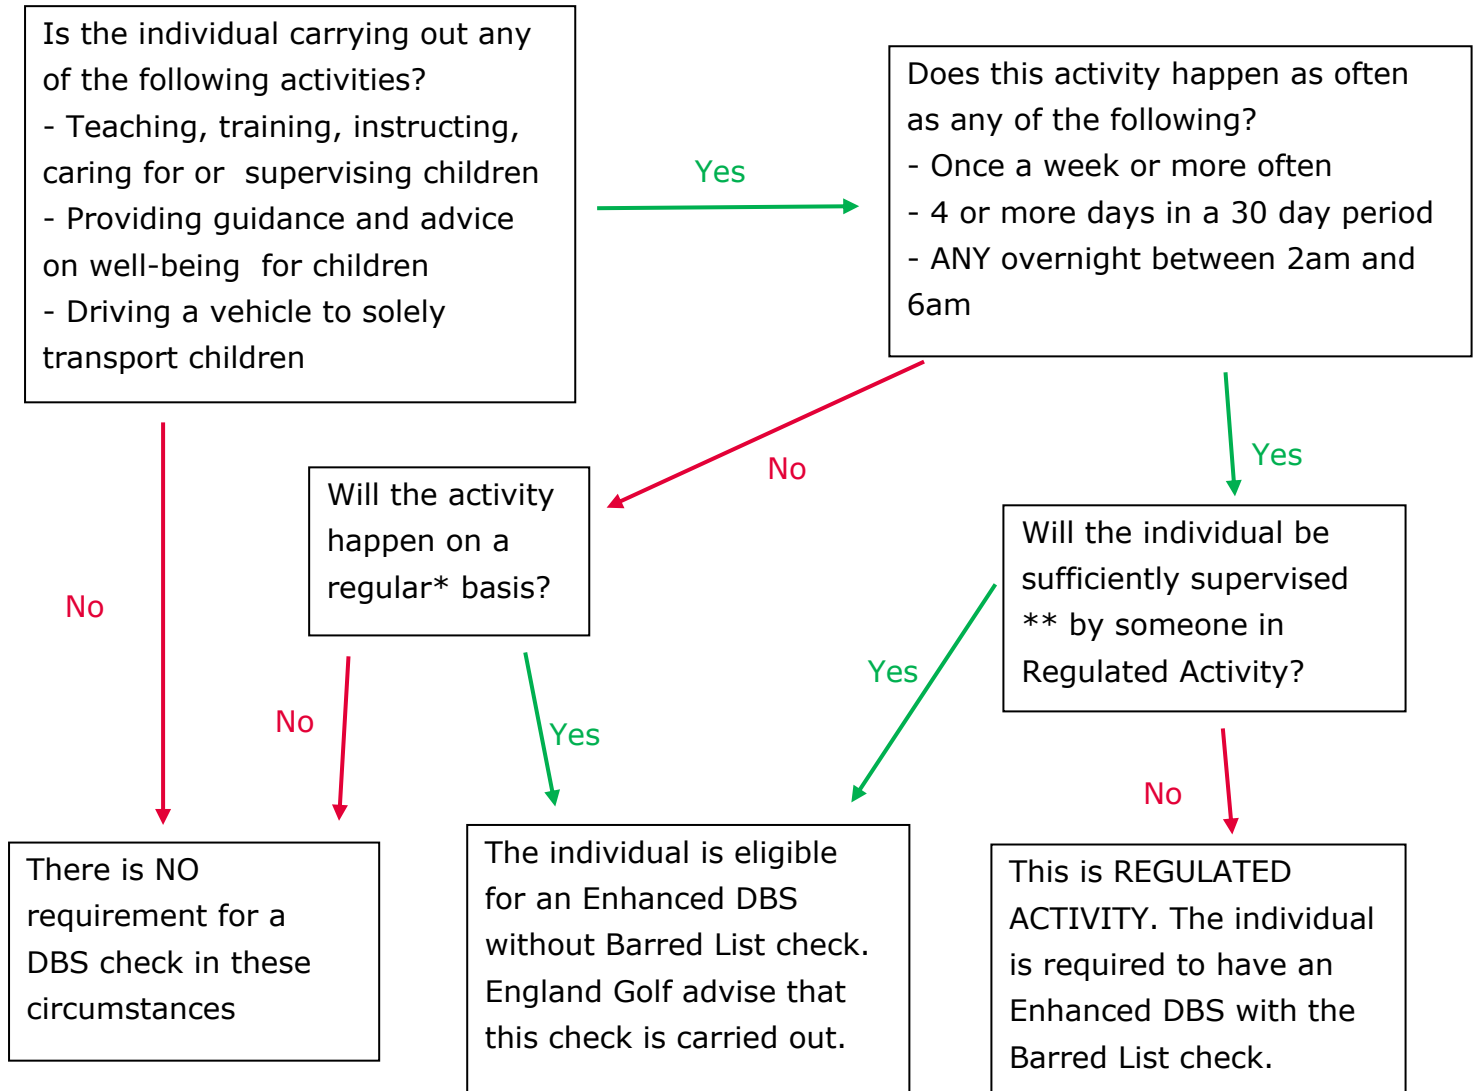 Is the individual carrying out any
of the following activities?
- Teaching, training, instructing,
caring for or  supervising children
- Providing guidance and advice
on well-being  for children
- Driving a vehicle to solely
transport children
Yes
Does this activity happen as often
as any of the following?
- Once a week or more often
- 4 or more days in a 30 day period
- ANY overnight between 2am and
6am
No
Yes
No
Will the activity
happen on a
regular* basis?
Will the individual be
sufficiently supervised
** by someone in
Regulated Activity?
No
Yes
Yes
No
There is NO
requirement for a
DBS check in these
circumstances
The individual is eligible
for an Enhanced DBS
without Barred List check.
England Golf advise that
this check is carried out.
This is REGULATED
ACTIVITY. The individual
is required to have an
Enhanced DBS with the
Barred List check.